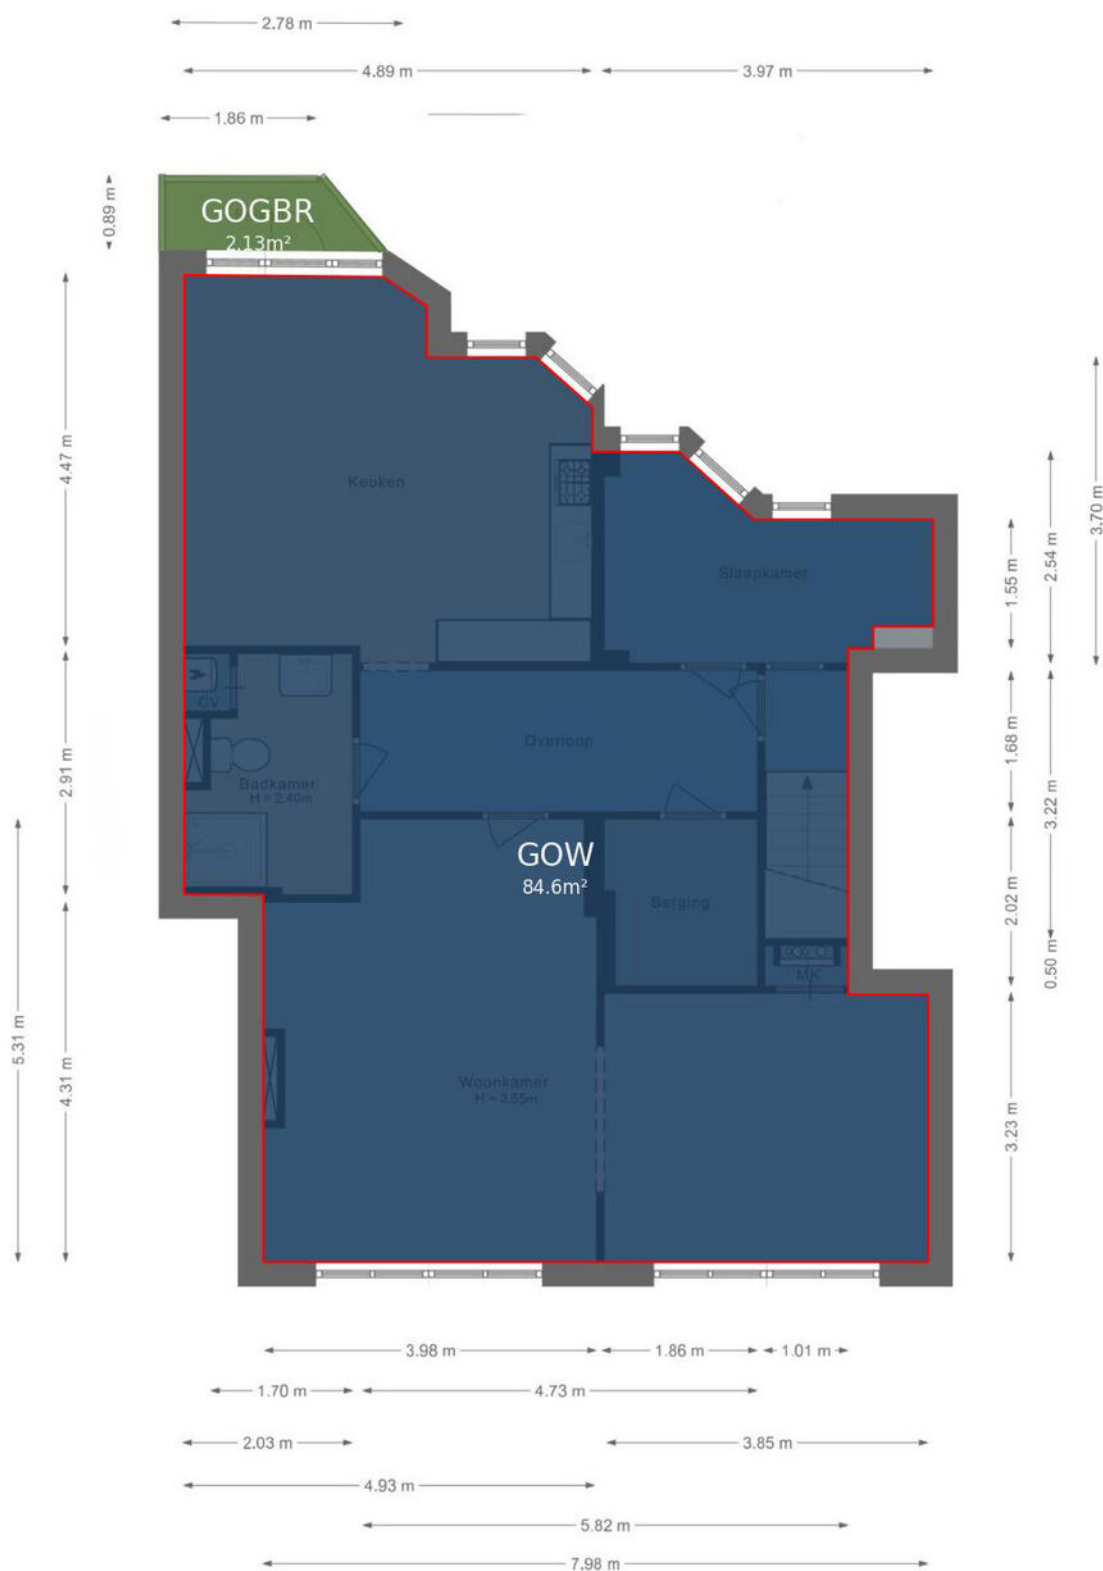 2.78 m
4.89 m
3.97 m
1.86 m
0.89 m
GOGBR
2.13m²
4.47 m
3.70 m
2.54 m
1.55 m
Keuken
Slaapkamer
CV
Overloop
1.68 m
3.22 m
2.91 m
Badkamer
H = 2.40m
GOW
84.6m²
Berging
2.02 m
0.50 m
MK
5.31 m
4.31 m
Woonkamer
H = 2.55m
3.23 m
3.98 m
1.86 m
1.01 m
1.70 m
4.73 m
2.03 m
3.85 m
4.93 m
5.82 m
7.98 m